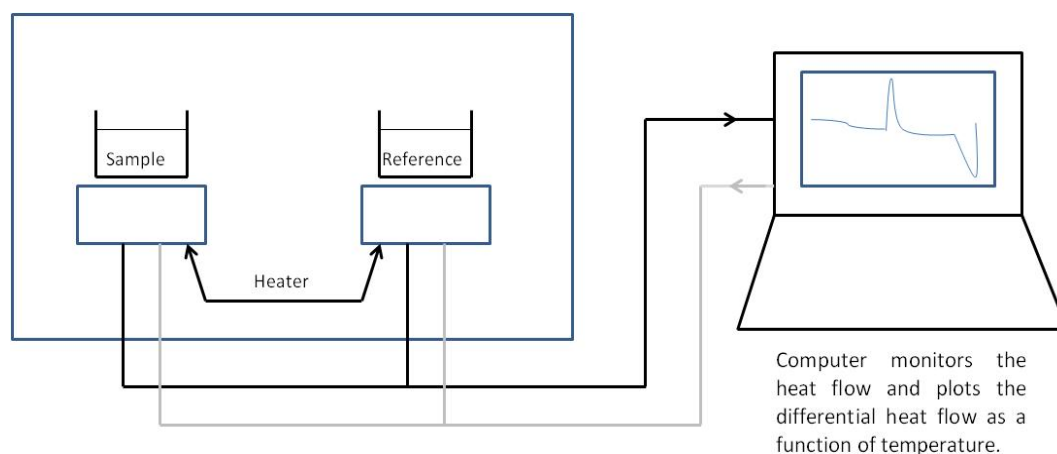 Sample
Reference
Heater
Computer monitors the
heat flow and plots the
differential heat flow as a
function of temperature.